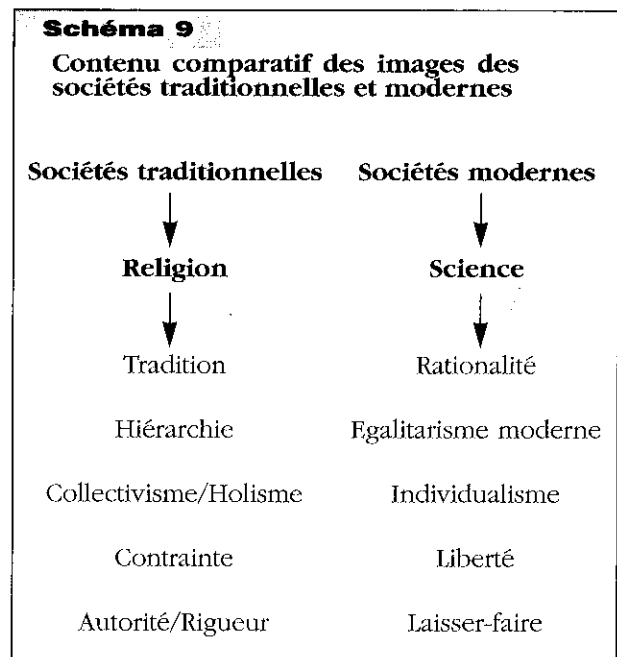 Schéma 9
Contenu comparatif des images des
sociétés traditionnelles et modernes
Sociétés traditionnelles Sociétés modernes
Religion Science
Tradition Rationalité
Hiérarchie Egalitarisme moderne
Collectivisme/Holisme Individualisme
Contrainte Liberté
Autorité/Rigueur Laisser-faire